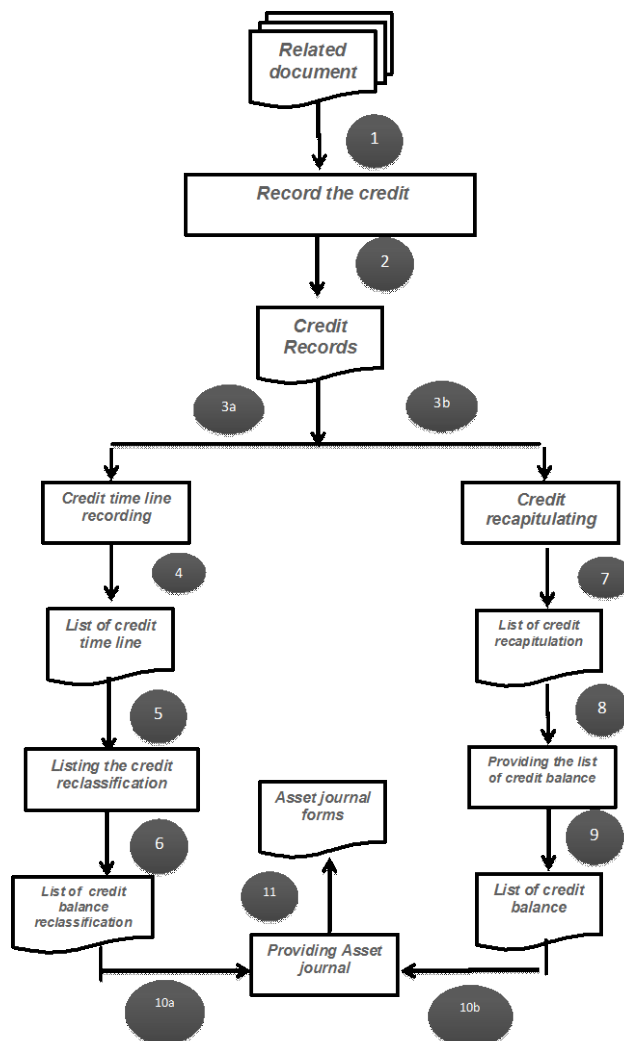 Related
document
1
Record the credit
2
Credit
Records
3a
3b
Credit time line
recording
Credit
recapitulating
4
7
List of credit
time line
List of credit
recapitulation
5
8
Listing the credit
reclassification
Providing the list
of credit balance
Asset journal
forms
6
9
List of credit
balance
reclassification
List of credit
balance
11
Providing Asset
journal
10a
10b